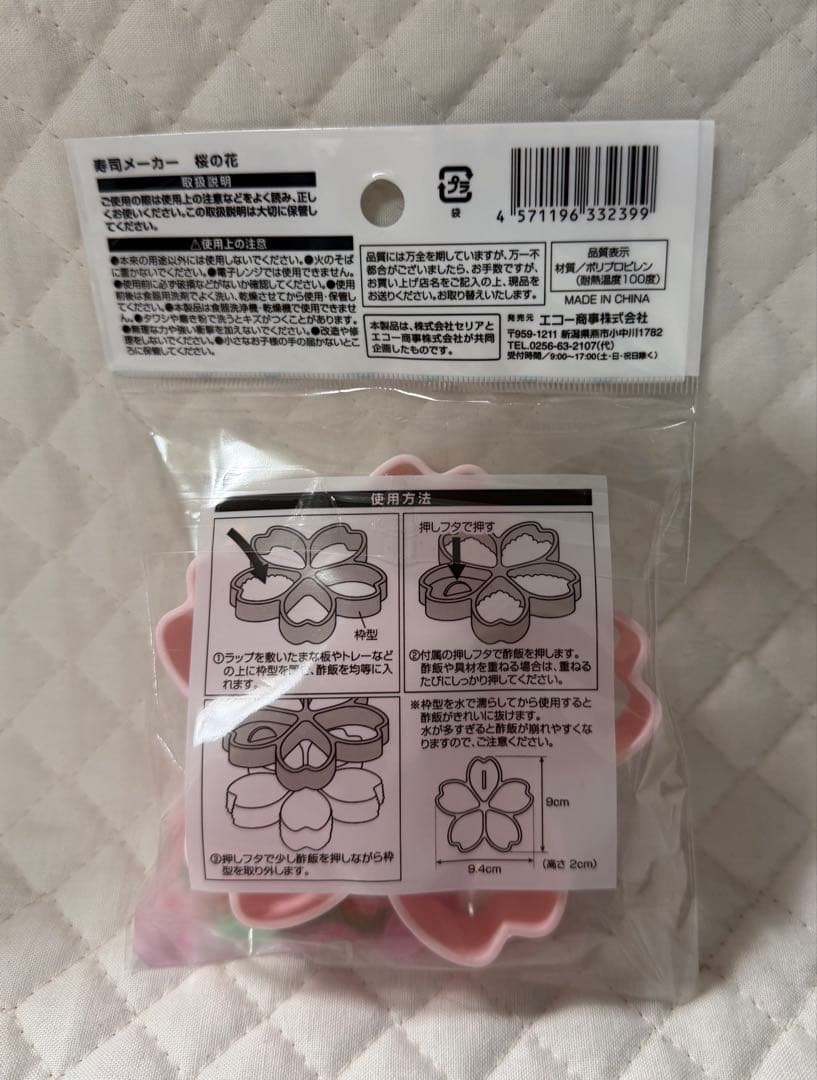 寿司メーカー 桜の花
取扱説明
ご使用の際は使用上の注意などをよく読み、正し
くお使いください。この取扱説明は大切に保管し
てください。
⚠使用上の注意
●本来の用途以外には使用しないでください。●火のそば
に置かないでください。●電子レンジでは使用できません。
●使用前に必ず破損などがないか確認してください。●使用
前後は食器用洗剤でよく洗い、乾燥させてから使用・保管し
てください。●本製品は食器洗浄機・乾燥機で使用できませ
ん。●タワシや磨き粉で洗うとキズがつくことがあります。
●無理な力や強い衝撃を加えないでください。●改造や修
理をしないでください。●小さなお子様の手の届かないとこ
ろに保管してください。
プラ
袋
4 571196 332399
品質には万全を期していますが、万一不
都合がございましたら、お手数ですが、
お買い上げ店名をご記入の上、現品を
お送りください。お取り替えいたします。
本製品は、株式会社セリアと
エコー商事株式会社が共同
企画したものです。
品質表示
材質/ポリプロピレン
(耐熱温度100度)
MADE IN CHINA
発売元 エコー商事株式会社
〒959-1211 新潟県燕市小中川1782
TEL.0256-63-2107(代)
受付時間/9:00~17:00(土・日・祝日除く)
使用方法
枠型
①ラップを敷いたまな板やトレーなど
の上に枠型を置き、酢飯を均等に入
れます。
押しフタで押す
②付属の押しフタで酢飯を押します。
酢飯や具材を重ねる場合は、重ねる
たびにしっかり押してください。
③押しフタで少し酢飯を押しながら枠
型を取り外します。
※枠型を水で濡らしてから使用すると
酢飯がきれいに抜けます。
水が多すぎると酢飯が崩れやすくな
りますので、ご注意ください。
9cm
9.4cm
(高さ 2cm)